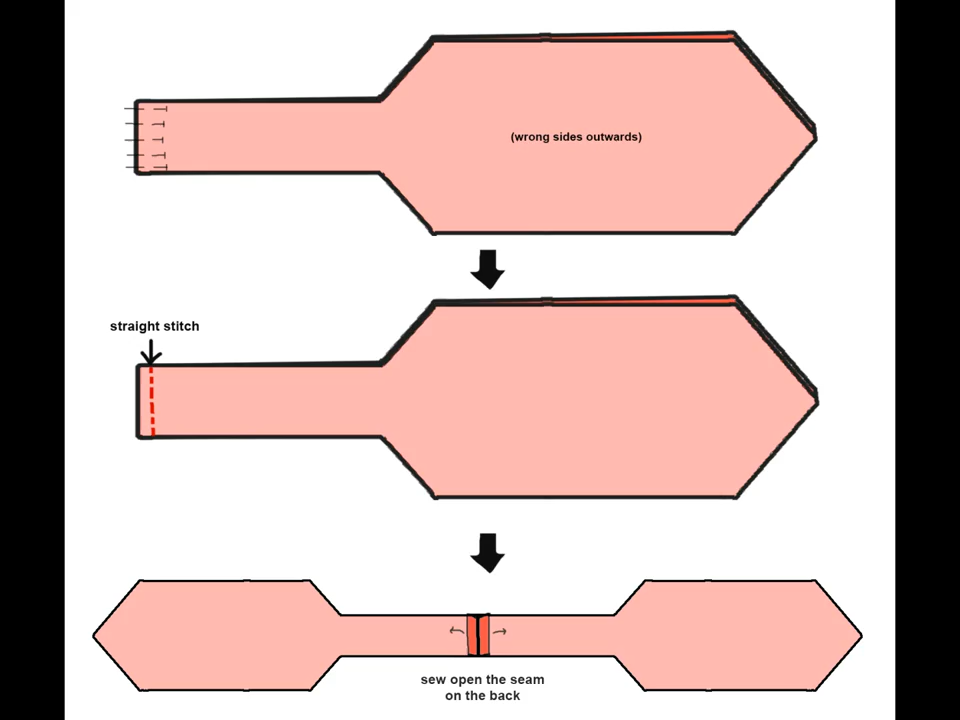 (wrong sides outwards)
straight stitch
sew open the seam
on the back